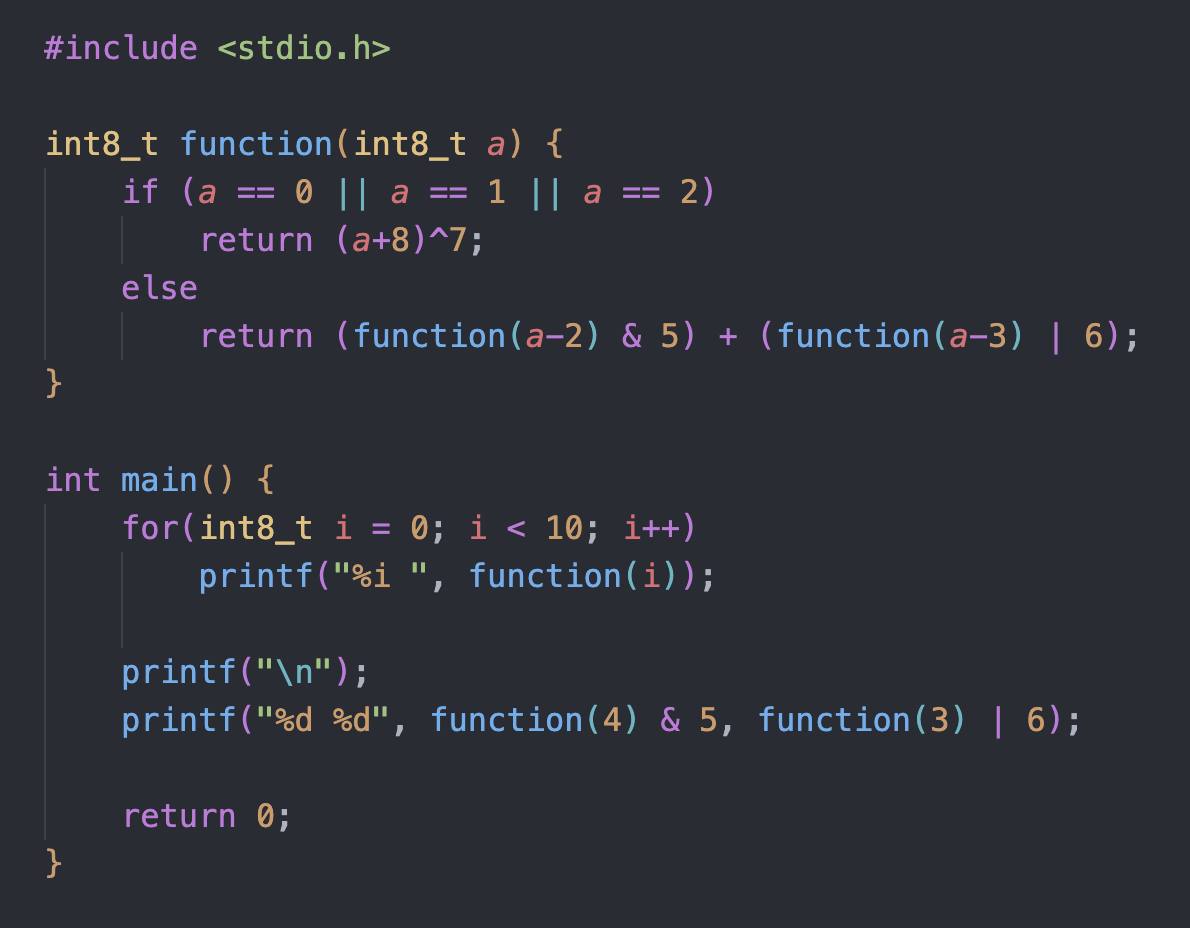 #include <stdio.h>

int8_t function(int8_t a) {
    if (a == 0 || a == 1 || a == 2)
        return (a+8)^7;
    else
        return (function(a-2) & 5) + (function(a-3) | 6);
}

int main() {
    for(int8_t i = 0; i < 10; i++)
        printf("%i ", function(i));

    printf("\n");
    printf("%d %d", function(4) & 5, function(3) | 6);

    return 0;
}